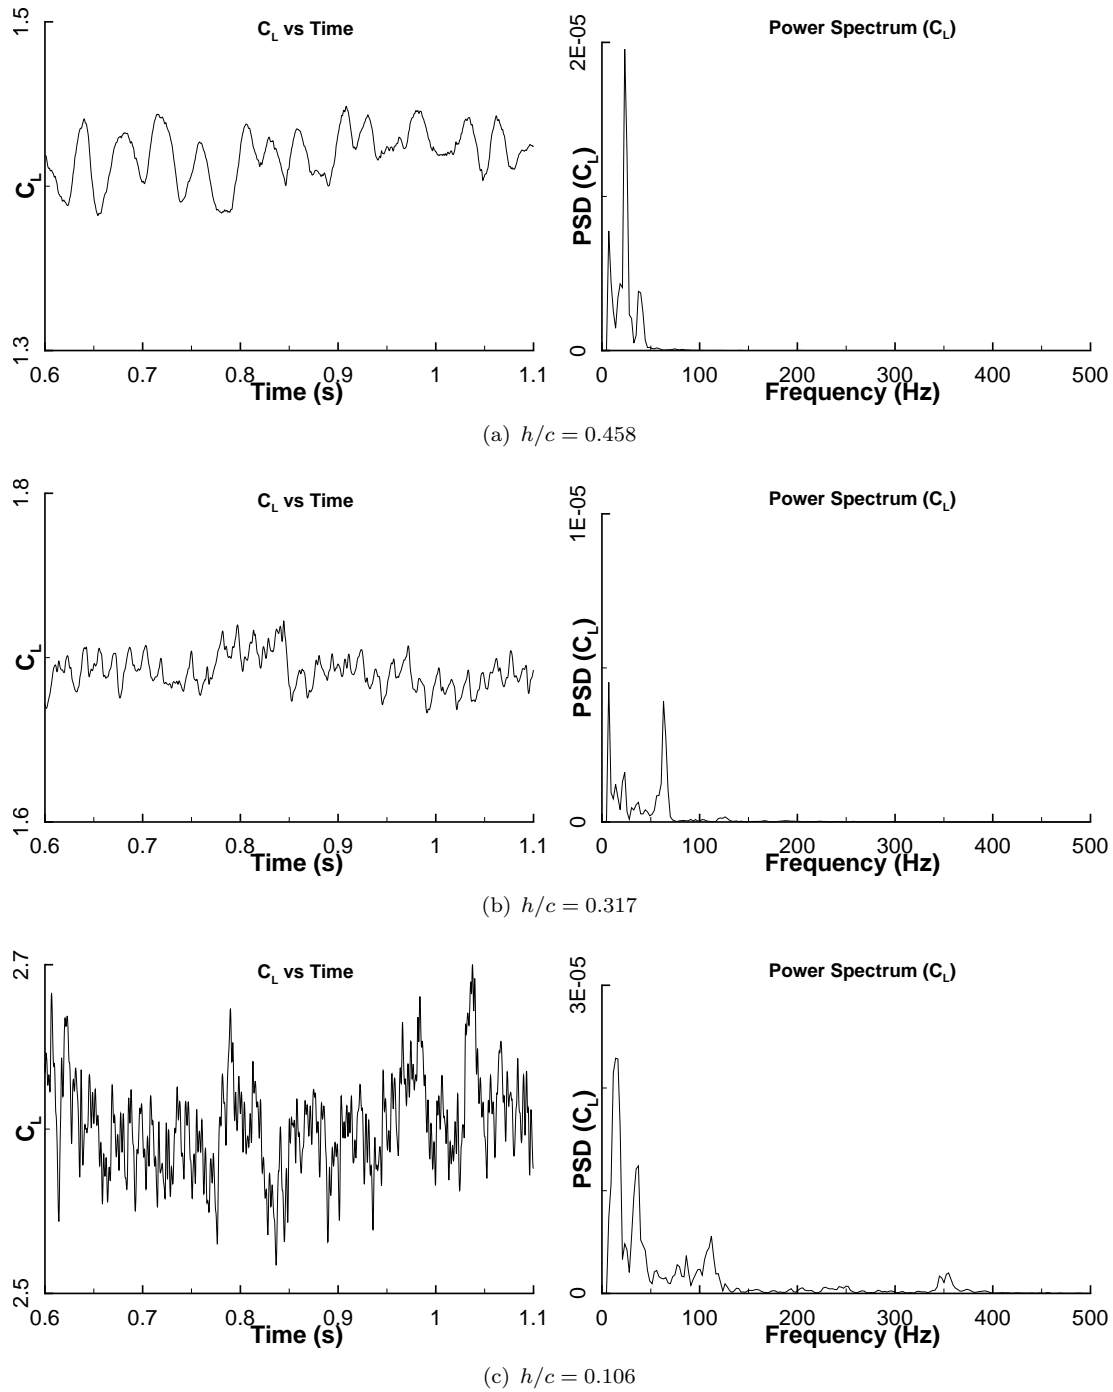 C_L vs Time
1.5
C_L
1.3
0.6 0.7 0.8 0.9 1 1.1
Time (s)
Power Spectrum (C_L)
2E-05
PSD (C_L)
0
0 100 200 300 400 500
Frequency (Hz)
(a) h/c = 0.458
C_L vs Time
1.8
C_L
1.6
0.6 0.7 0.8 0.9 1 1.1
Time (s)
Power Spectrum (C_L)
1E-05
PSD (C_L)
0
0 100 200 300 400 500
Frequency (Hz)
(b) h/c = 0.317
C_L vs Time
2.7
C_L
2.5
0.6 0.7 0.8 0.9 1 1.1
Time (s)
Power Spectrum (C_L)
3E-05
PSD (C_L)
0
0 100 200 300 400 500
Frequency (Hz)
(c) h/c = 0.106